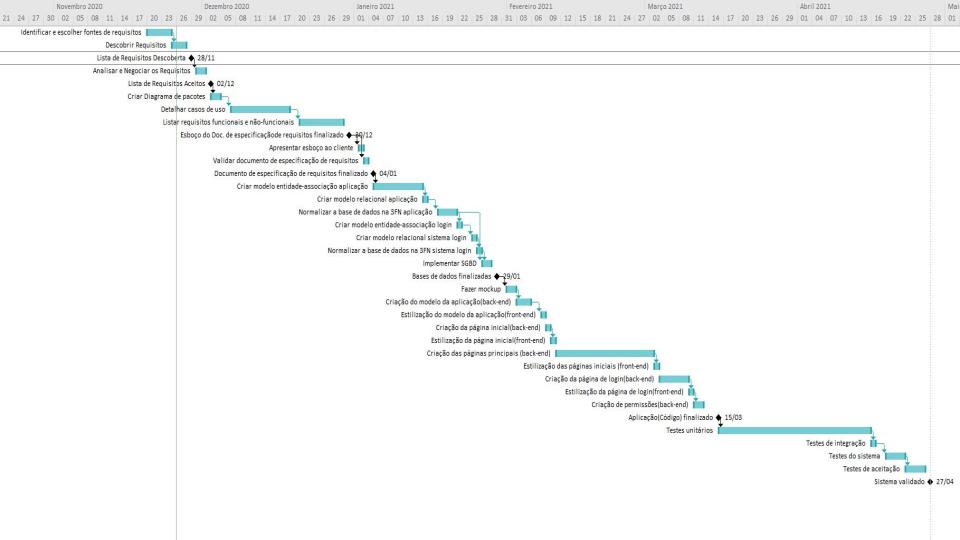 Novembro 2020 Dezembro 2020 Janeiro 2021 Fevereiro 2021 Março 2021 Abril 2021 Mai
21 24 27 30 02 05 08 11 14 17 20 23 26 29 02 05 08 11 14 17 20 23 26 29 01 04 07 10 13 16 19 22 25 28 31 03 06 09 12 15 18 21 24 27 30 02 05 08 11 14 17 20 23 26 29 01 04 07 10 13 16 19 22 25 28 01
Identificar e escolher fontes de requisitos
Descobrir Requisitos
Lista de Requisitos Descoberta 28/11
Analisar e Negociar os Requisitos
Lista de Requisitos Aceitos 02/12
Criar Diagrama de pacotes
Detalhar casos de uso
Listar requisitos funcionais e não-funcionais
Esboço do Doc. de especificaçãode requisitos finalizado 30/12
Apresentar esboço ao cliente
Validar documento de especificação de requisitos
Documento de especificação de requisitos finalizado 04/01
Criar modelo entidade-associação aplicação
Criar modelo relacional aplicação
Normalizar a base de dados na 3FN aplicação
Criar modelo entidade-associação login
Criar modelo relacional sistema login
Normalizar a base de dados na 3FN sistema login
Implementar SGBD
Bases de dados finalizadas 29/01
Fazer mockup
Criação do modelo da aplicação(back-end)
Estilização do modelo da aplicação(front-end)
Criação da página inicial(back-end)
Estilização da página inicial(front-end)
Criação das páginas principais (back-end)
Estilização das páginas iniciais (front-end)
Criação da página de login(back-end)
Estilização da página de login(front-end)
Criação de permissões(back-end)
Aplicação(Código) finalizado 15/03
Testes unitários
Testes de integração
Testes do sistema
Testes de aceitação
Sistema validado 27/04